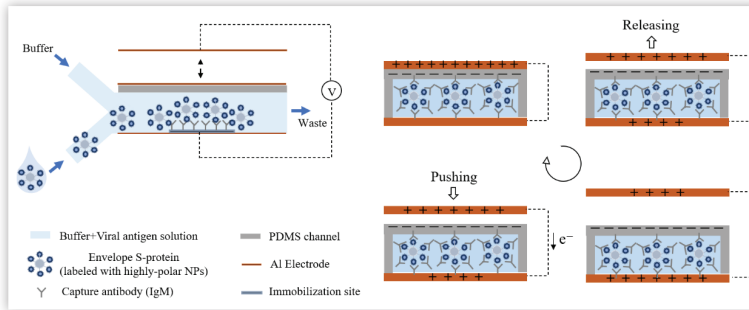 Buffer
V
Waste
Buffer+Viral antigen solution
Envelope S-protein
(labeled with highly-polar NPs)
Capture antibody (IgM)
PDMS channel
Al Electrode
Immobilization site
Releasing
+ + + + + + + + + + + +
+ + + + + + +
+ + + +
Pushing
+ + + + + + +
+ + + +
e⁻
+ + + +
+ + + + + + + + +